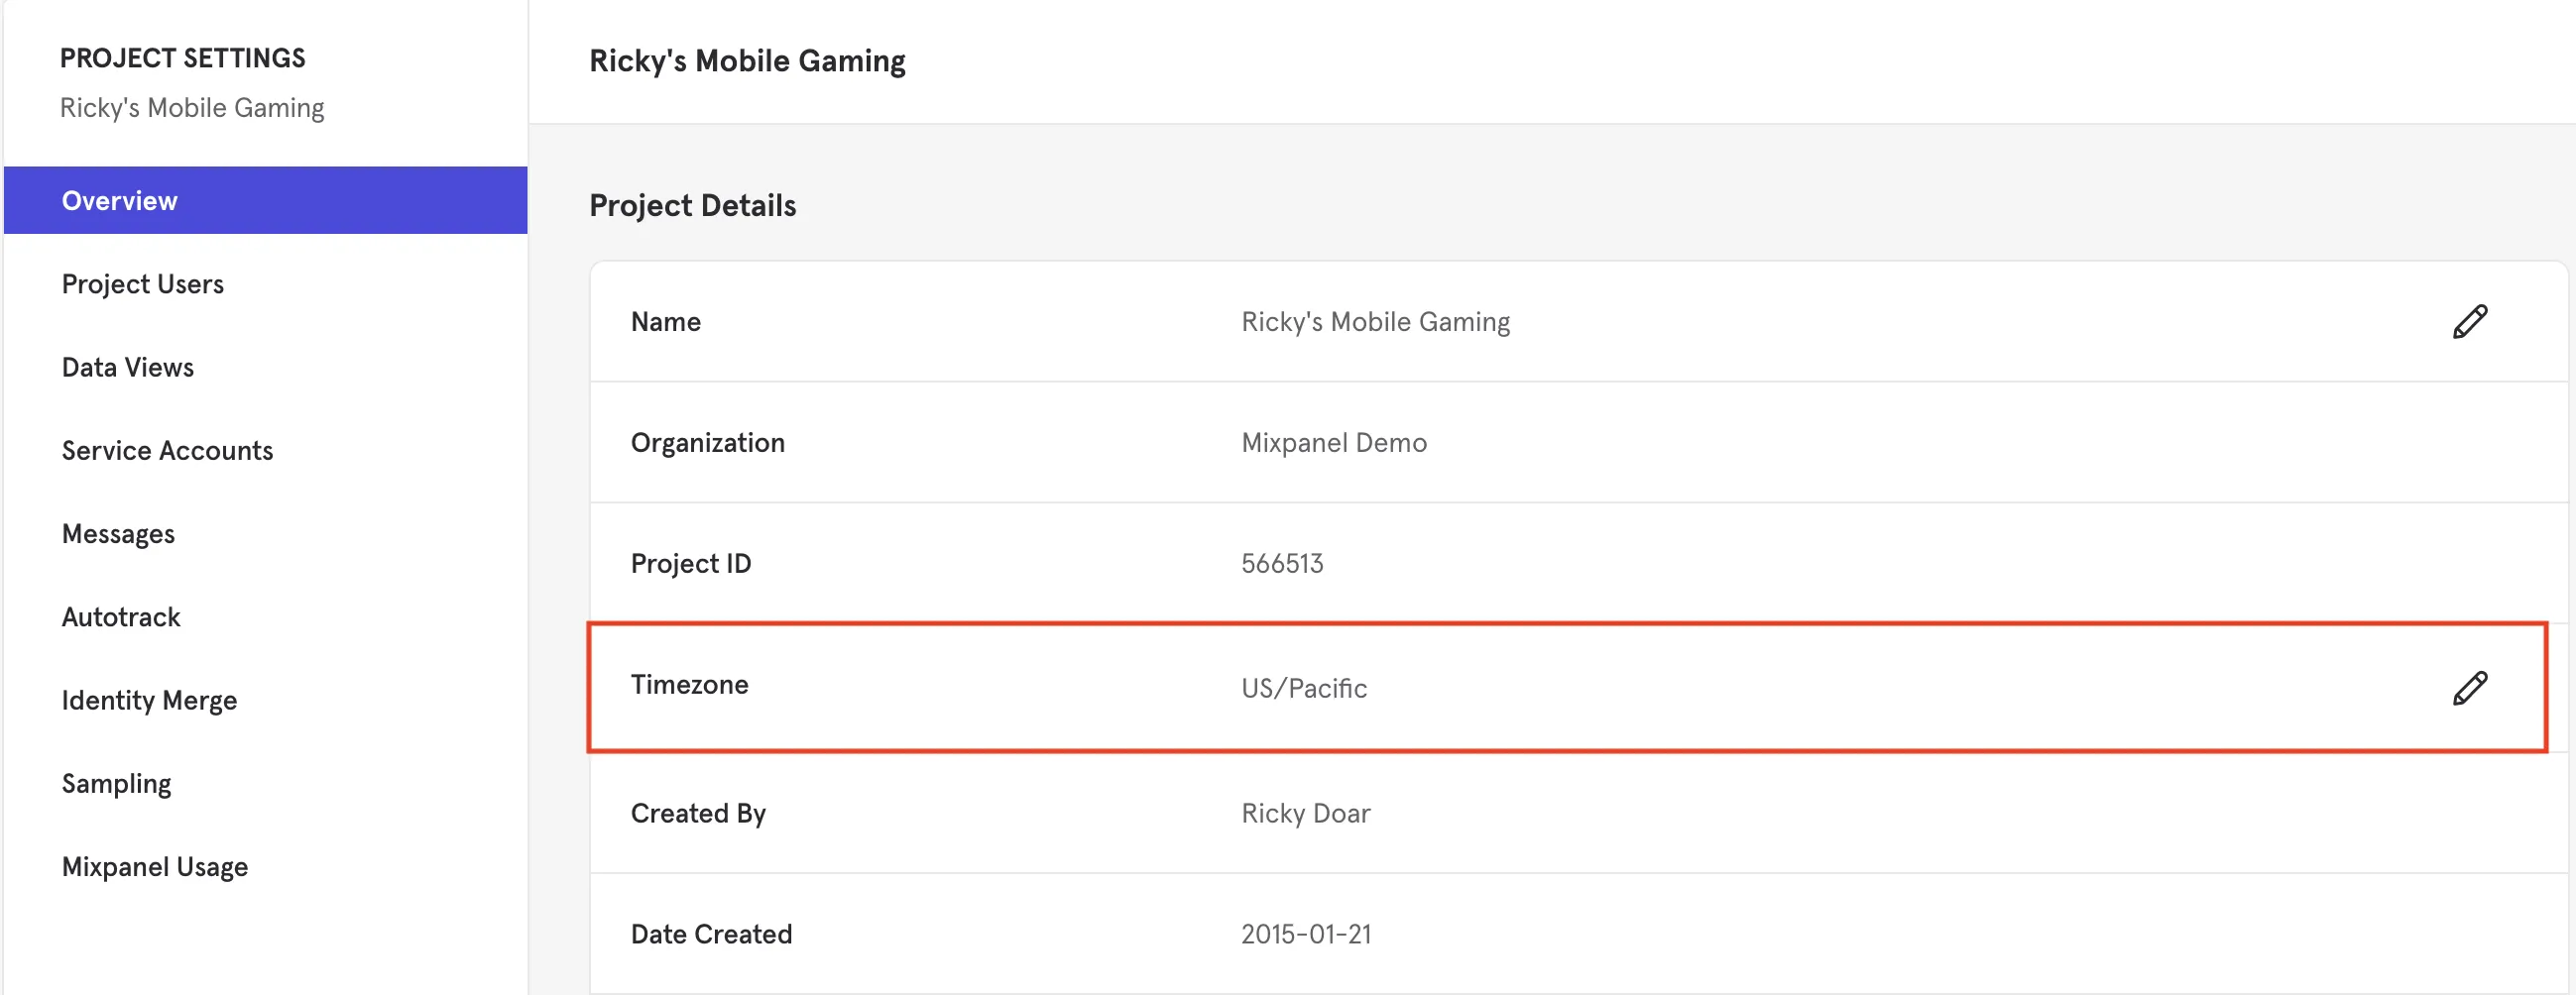 PROJECT SETTINGS
Ricky's Mobile Gaming
Overview
Project Users
Data Views
Service Accounts
Messages
Autotrack
Identity Merge
Sampling
Mixpanel Usage
Ricky's Mobile Gaming
Project Details
Name Ricky's Mobile Gaming
Organization Mixpanel Demo
Project ID 566513
Timezone US/Pacific
Created By Ricky Doar
Date Created 2015-01-21